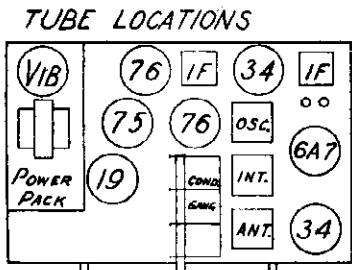 TUBE LOCATIONS
VIB 76 IF 34 IF
75 76 OSC.
6A7
POWER PACK 19 COND. GANG INT.
ANT. 34